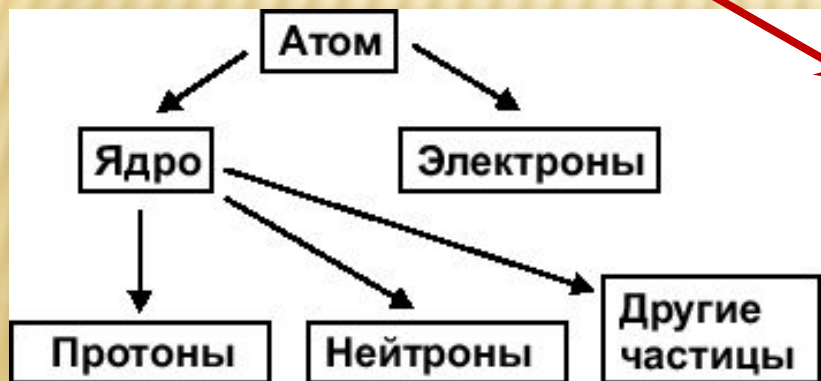 Атом
Ядро
Электроны
Протоны
Нейтроны
Другие
частицы